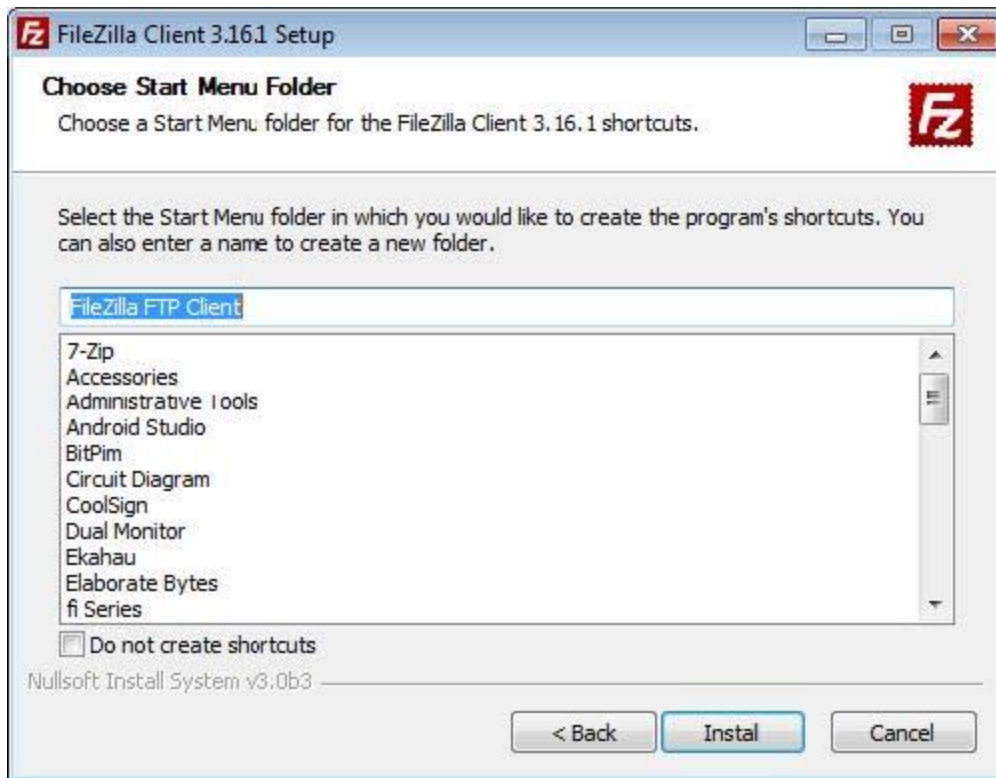 FileZilla Client 3.16.1 Setup
Choose Start Menu Folder
Choose a Start Menu folder for the FileZilla Client 3.16.1 shortcuts.
Fz
Select the Start Menu folder in which you would like to create the program's shortcuts. You
can also enter a name to create a new folder.
FileZilla FTP Client
7-Zip
Accessories
Administrative Tools
Android Studio
BitPim
Circuit Diagram
CoolSign
Dual Monitor
Ekahau
Elaborate Bytes
fi Series
Do not create shortcuts
Nullsoft Install System v3.0b3
< Back
Instal
Cancel